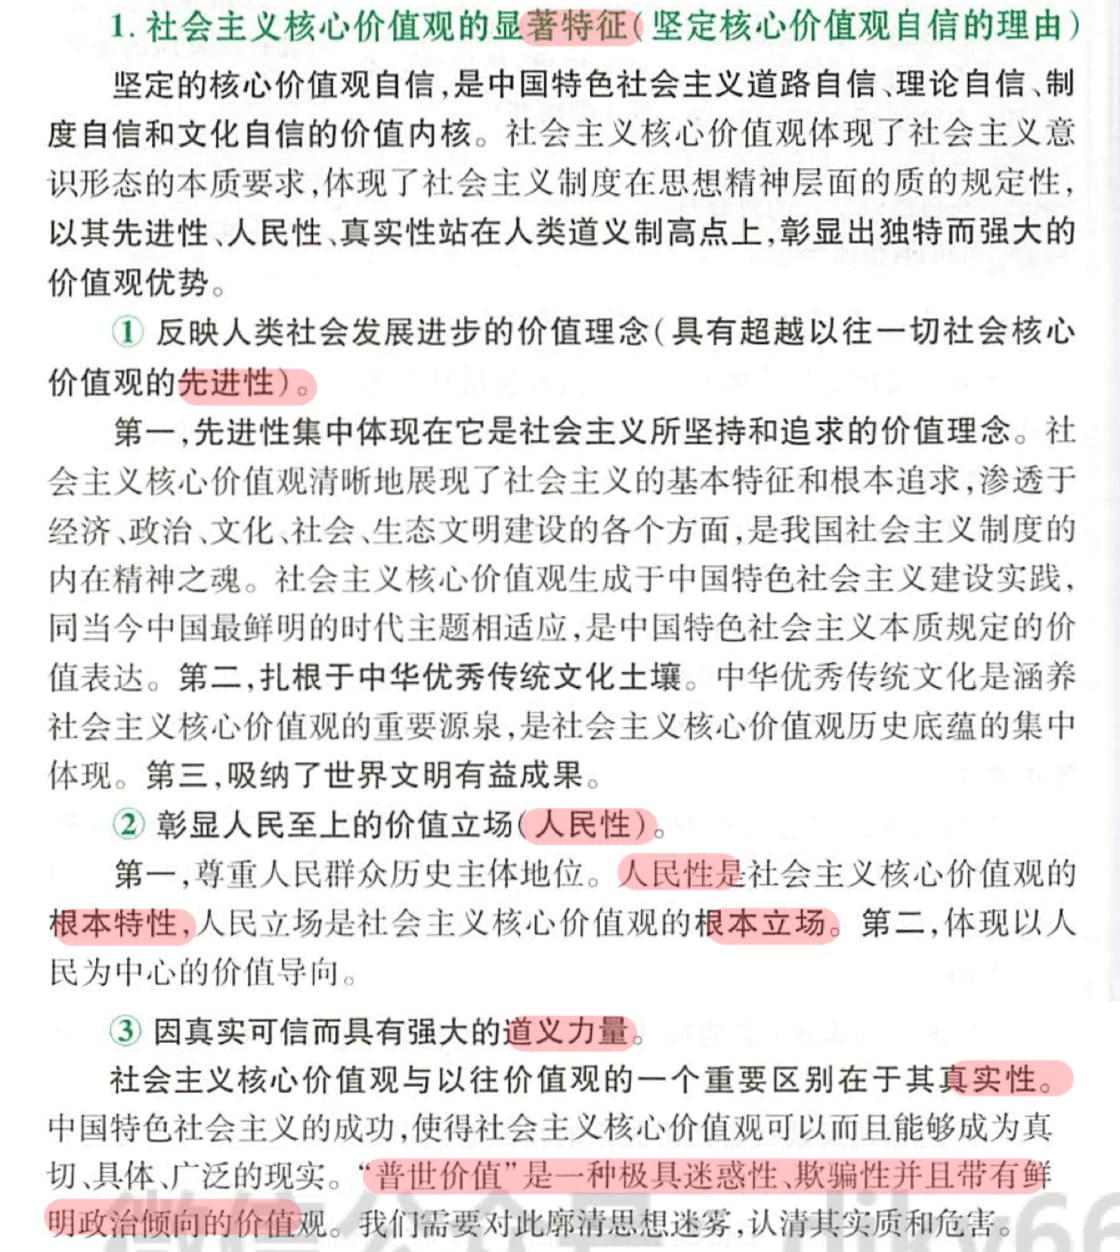 1. 社会主义核心价值观的显著特征(坚定核心价值观自信的理由)
坚定的核心价值观自信,是中国特色社会主义道路自信、理论自信、制
度自信和文化自信的价值内核。社会主义核心价值观体现了社会主义意
识形态的本质要求,体现了社会主义制度在思想精神层面的质的规定性,
以其先进性、人民性、真实性站在人类道义制高点上,彰显出独特而强大的
价值观优势。
① 反映人类社会发展进步的价值理念(具有超越以往一切社会核心
价值观的先进性)。
第一,先进性集中体现在它是社会主义所坚持和追求的价值理念。社
会主义核心价值观清晰地展现了社会主义的基本特征和根本追求,渗透于
经济、政治、文化、社会、生态文明建设的各个方面,是我国社会主义制度的
内在精神之魂。社会主义核心价值观生成于中国特色社会主义建设实践,
同当今中国最鲜明的时代主题相适应,是中国特色社会主义本质规定的价
值表达。第二,扎根于中华优秀传统文化土壤。中华优秀传统文化是涵养
社会主义核心价值观的重要源泉,是社会主义核心价值观历史底蕴的集中
体现。第三,吸纳了世界文明有益成果。
② 彰显人民至上的价值立场(人民性)。
第一,尊重人民群众历史主体地位。人民性是社会主义核心价值观的
根本特性,人民立场是社会主义核心价值观的根本立场。第二,体现以人
民为中心的价值导向。
③ 因真实可信而具有强大的道义力量。
社会主义核心价值观与以往价值观的一个重要区别在于其真实性。
中国特色社会主义的成功,使得社会主义核心价值观可以而且能够成为真
切、具体、广泛的现实。“普世价值”是一种极具迷惑性、欺骗性并且带有鲜
明政治倾向的价值观。我们需要对此廓清思想迷雾,认清其实质和危害。